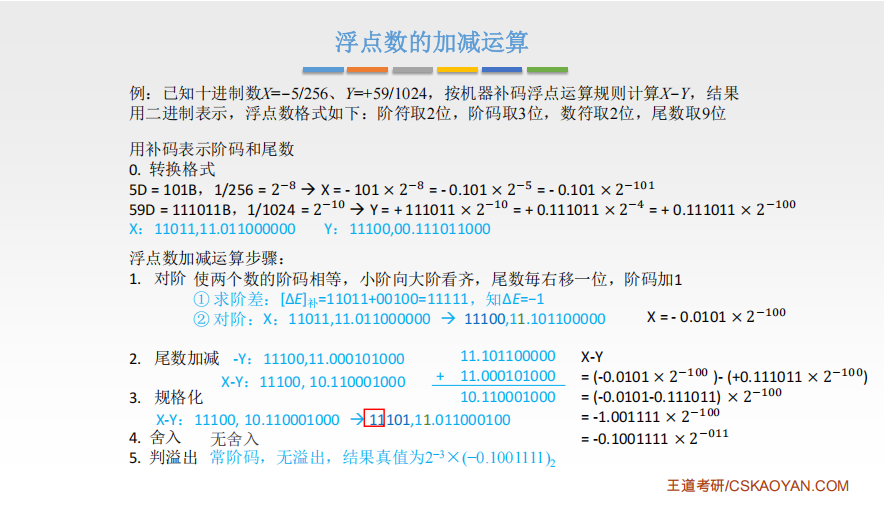 浮点数的加减运算
例：已知十进制数X=−5/256、Y=+59/1024，按机器补码浮点运算规则计算X−Y，结果
用二进制表示，浮点数格式如下：阶符取2位，阶码取3位，数符取2位，尾数取9位
用补码表示阶码和尾数
0. 转换格式
5D = 101B，1/256 = 2⁻⁸ → X = - 101 × 2⁻⁸ = - 0.101 × 2⁻⁵ = - 0.101 × 2⁻¹⁰¹
59D = 111011B，1/1024 = 2⁻¹⁰ → Y = + 111011 × 2⁻¹⁰ = + 0.111011 × 2⁻⁴ = + 0.111011 × 2⁻¹⁰⁰
X：11011,11.011000000 Y：11100,00.111011000
浮点数加减运算步骤：
1. 对阶 使两个数的阶码相等，小阶向大阶看齐，尾数每右移一位，阶码加1
① 求阶差：[ΔE]补=11011+00100=11111，知ΔE=−1
② 对阶：X：11011,11.011000000 → 11100,11.101100000 X = - 0.0101 × 2⁻¹⁰⁰
2. 尾数加减 -Y：11100,11.000101000 11.101100000 X-Y
X-Y：11100, 10.110001000 + 11.000101000 = (-0.0101 × 2⁻¹⁰⁰ )- (+0.111011 × 2⁻¹⁰⁰)
3. 规格化 10.110001000 = (-0.0101-0.111011) × 2⁻¹⁰⁰
X-Y：11100, 10.110001000 → 11101,11.011000100 = -1.001111 × 2⁻¹⁰⁰
4. 舍入 无舍入 = -0.1001111 × 2⁻⁰¹¹
5. 判溢出 常阶码，无溢出，结果真值为2⁻³×(−0.1001111)₂
王道考研/CSKAOYAN.COM